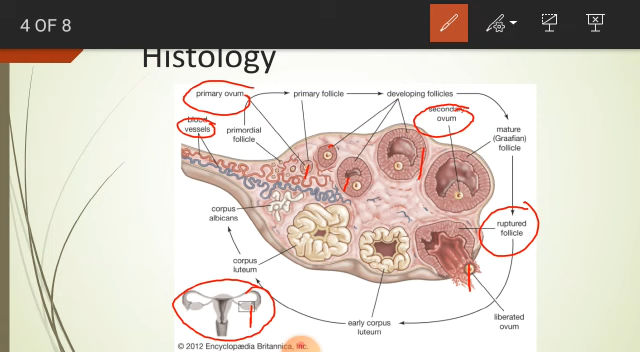 4 OF 8
Histology
primary ovum
primary follicle
developing follicles
secondary
ovum
blood
vessels
primordial
follicle
mature
(Graafian)
follicle
corpus
albicans
ruptured
follicle
corpus
luteum
liberated
ovum
early corpus
luteum
© 2012 Encyclopædia Britannica, Inc.